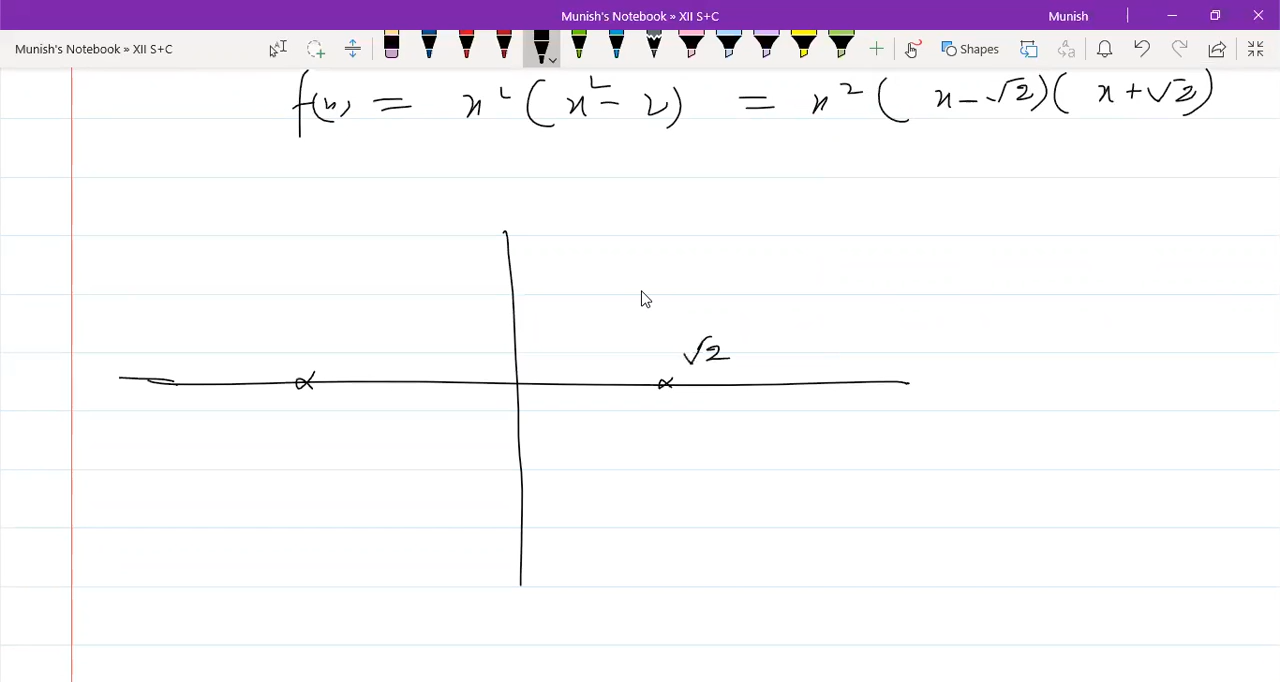 Munish's Notebook » XII S+C
Munish
Munish's Notebook » XII S+C
Shapes
f(x) = x² (x² - 2) = x² ( x - √2) ( x + √2)
√2